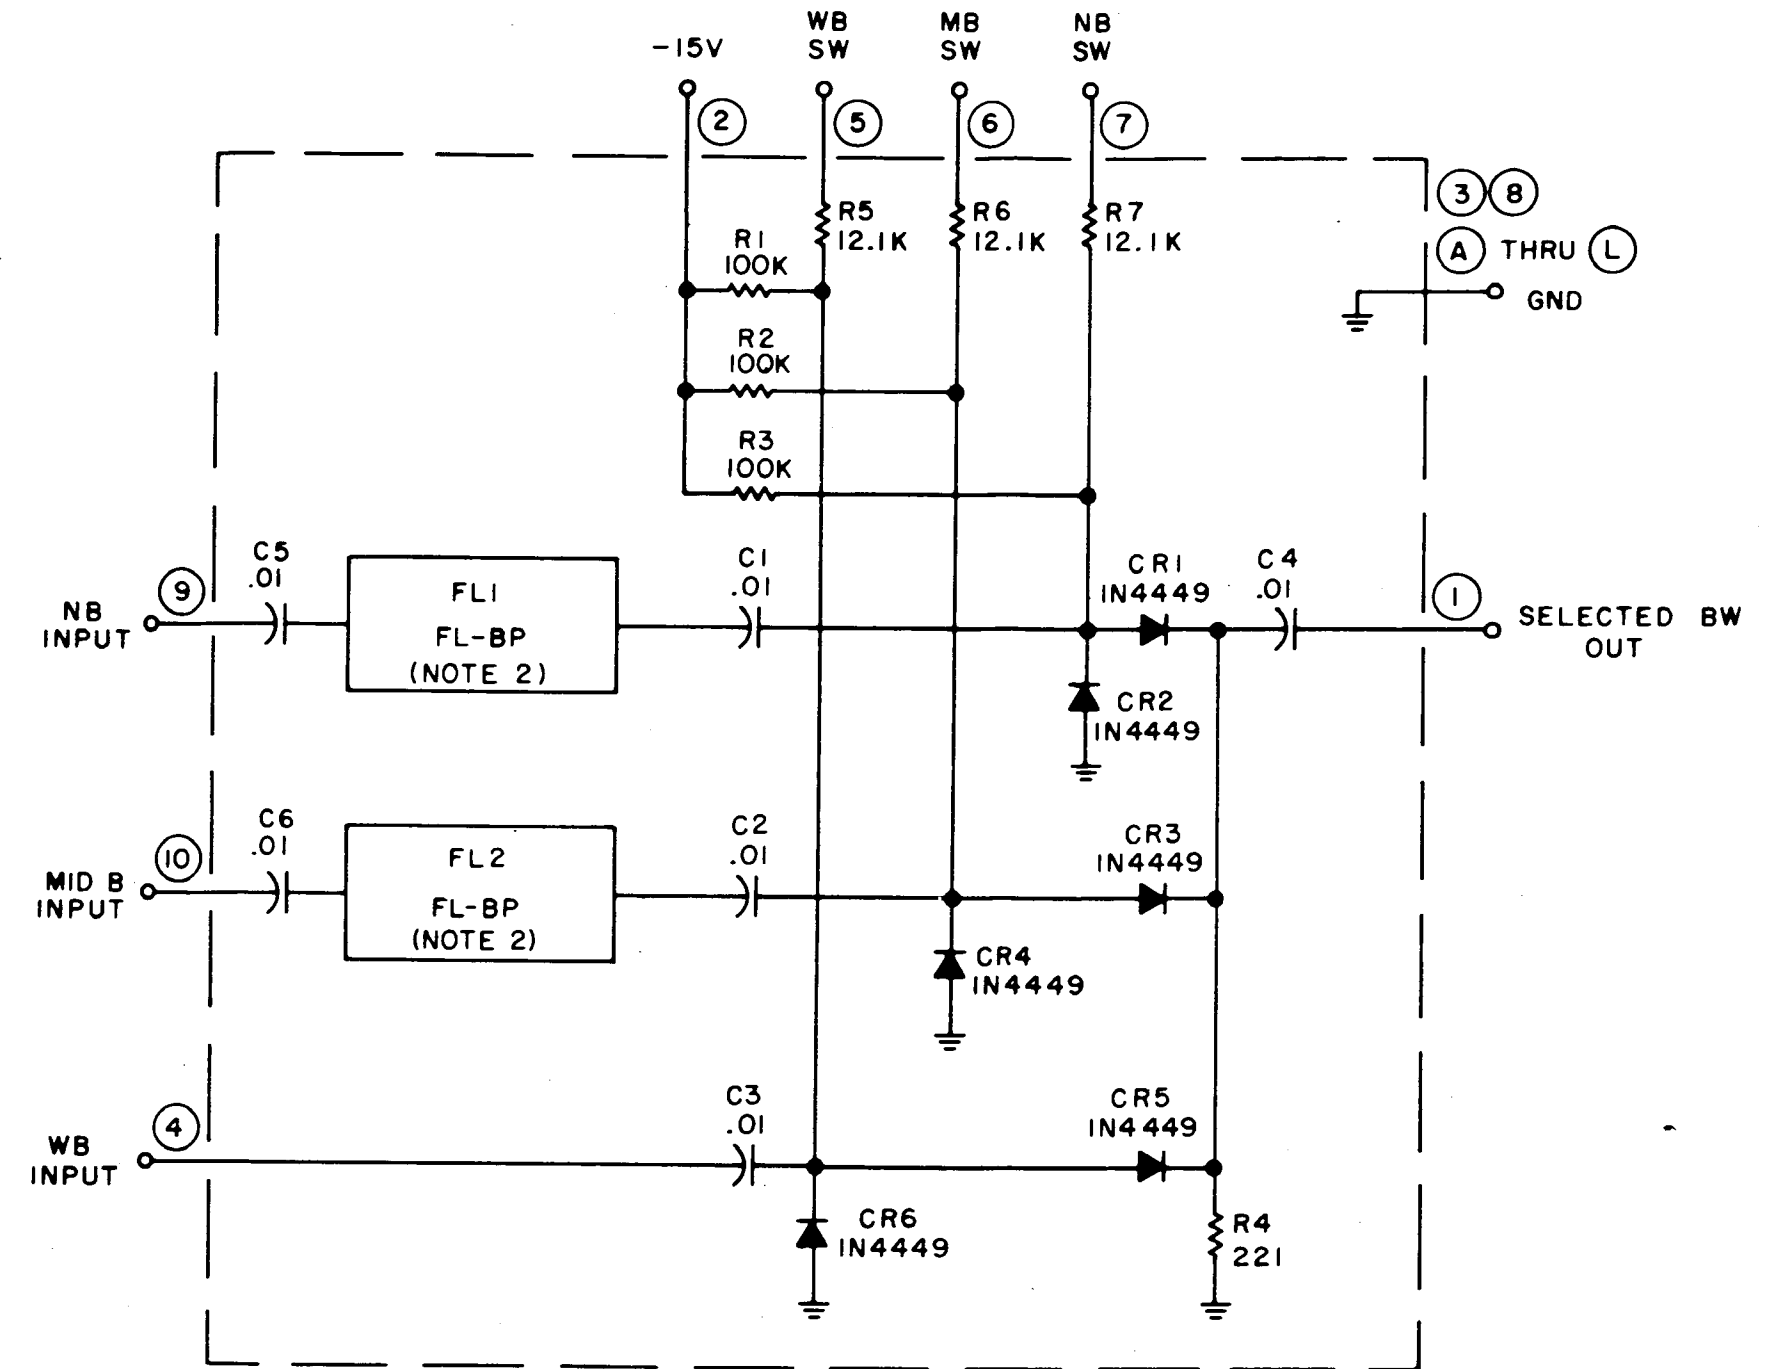 -15V
WB
SW
MB
SW
NB
SW
2
5
6
7
3 8
A THRU L
GND
R5
12.1K
R6
12.1K
R7
12.1K
R1
100K
R2
100K
R3
100K
NB
INPUT
9
C5
.01
FL1
FL-BP
(NOTE 2)
C1
.01
CR1
1N4449
C4
.01
1
SELECTED BW
OUT
CR2
1N4449
MID B
INPUT
10
C6
.01
FL2
FL-BP
(NOTE 2)
C2
.01
CR3
1N4449
CR4
1N4449
WB
INPUT
4
C3
.01
CR5
1N4449
CR6
1N4449
R4
221